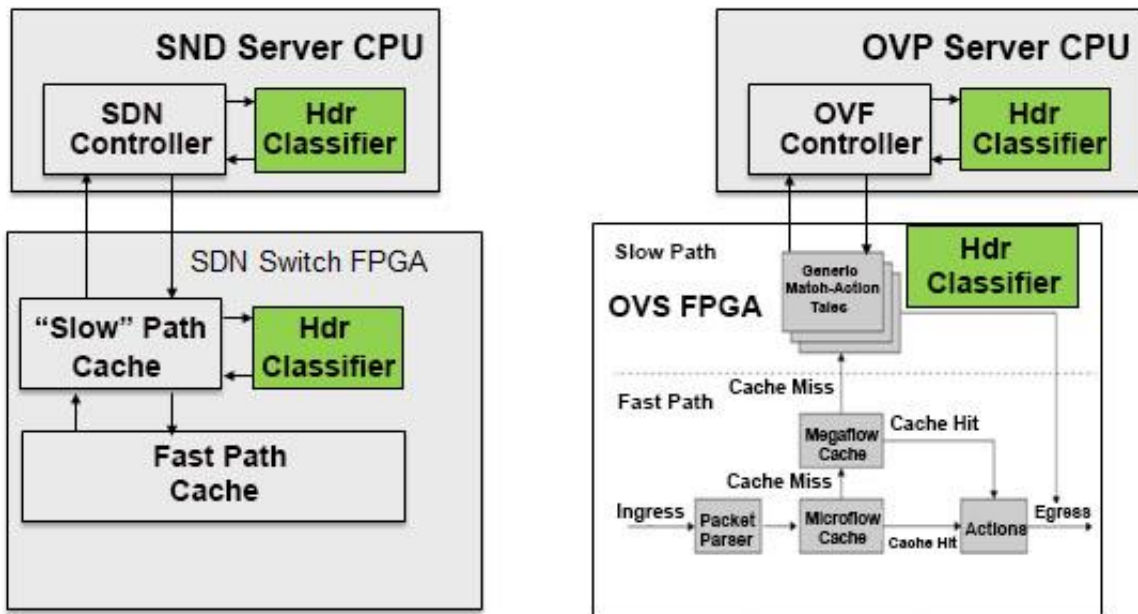 SND Server CPU
SDN
Controller
Hdr
Classifier
SDN Switch FPGA
“Slow” Path
Cache
Hdr
Classifier
Fast Path
Cache
OVP Server CPU
OVF
Controller
Hdr
Classifier
Slow Path
OVS FPGA
Generio
Matoh-Action
Tales
Hdr
Classifier
Cache Miss
Fast Path
Megaflow
Cache
Cache Hit
Cache Miss
Ingress
Packet
Parser
Microflow
Cache
Cache Hit
Actions
Egress